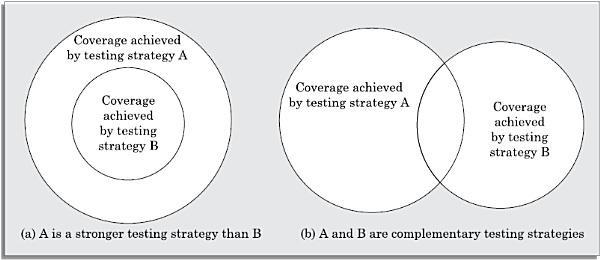 Coverage achieved
by testing strategy A
Coverage
achieved
by testing
strategy B
(a) A is a stronger testing strategy than B
Coverage achieved
by testing strategy A
Coverage
achieved
by testing
strategy B
(b) A and B are complementary testing strategies